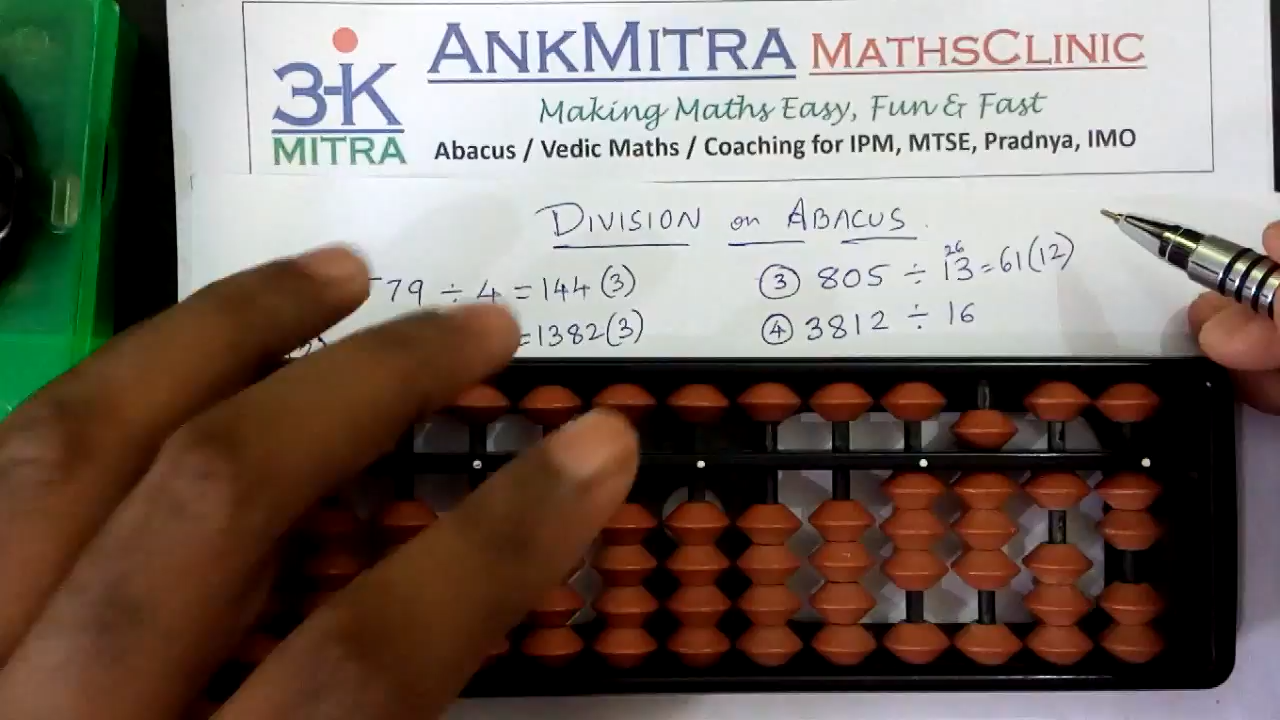 3-K
MITRA
ANKMITRA MATHSCLINIC
Making Maths Easy, Fun & Fast
Abacus / Vedic Maths / Coaching for IPM, MTSE, Pradnya, IMO
DIVISION on ABACUS.
79 ÷ 4 = 144 (3)
= 1382 (3)
26
③ 805 ÷ 13 = 61 (12)
④ 3812 ÷ 16